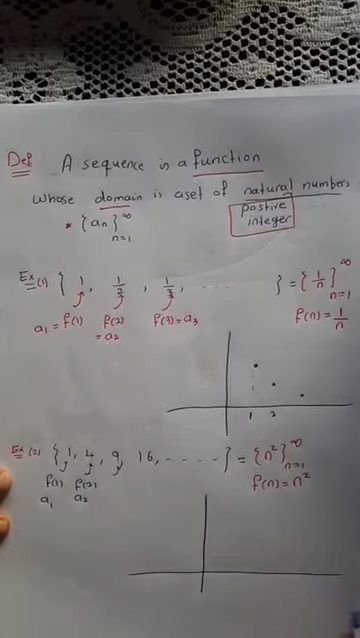 Def A sequence is a function
whose domain is a set of natural numbers
postive
integer
* {an}∞n=1
Ex (1) { 1, 1/2, 1/3, ....... } = {1/n}∞n=1
a1 = f(1) f(2) = a2 f(3) = a3 f(n) = 1/n
1 2
Ex (2) { 1, 4, 9, 16, ...... } = {n²}∞n=1
f(1) f(2) f(n) = n²
a1 a2